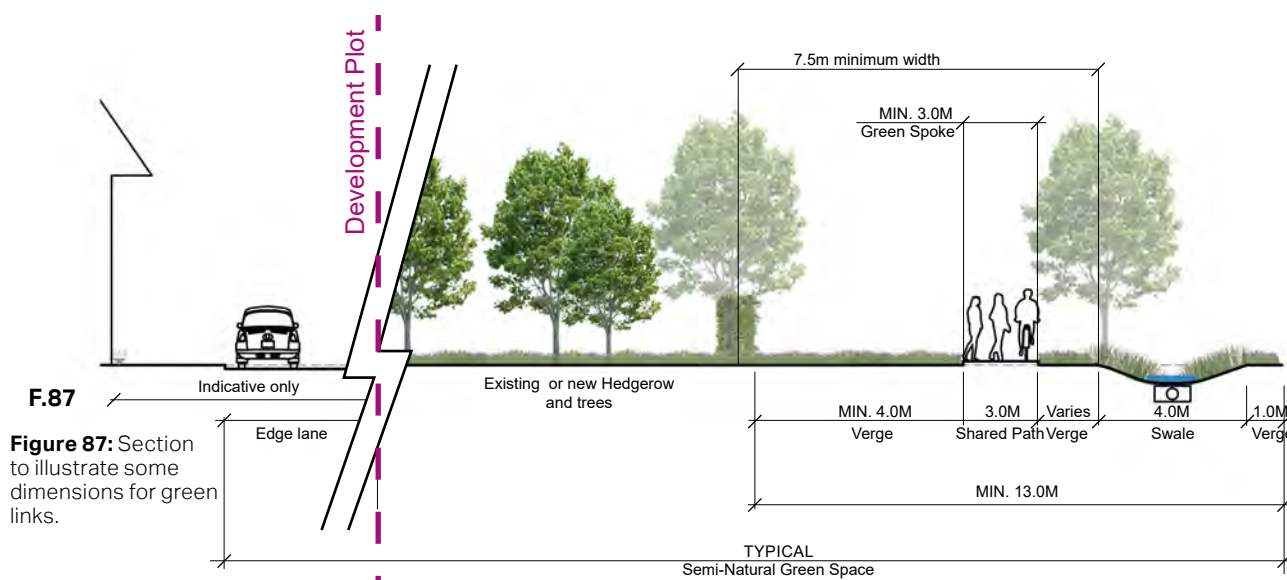 Development Plot
7.5m minimum width
MIN. 3.0M
Green Spoke
F.87
Indicative only
Existing or new Hedgerow
and trees
Edge lane
MIN. 4.0M
Verge
3.0M
Shared Path
Varies
Verge
4.0M
Swale
1.0M
Verge
MIN. 13.0M
TYPICAL
Semi-Natural Green Space
Figure 87: Section
to illustrate some
dimensions for green
links.